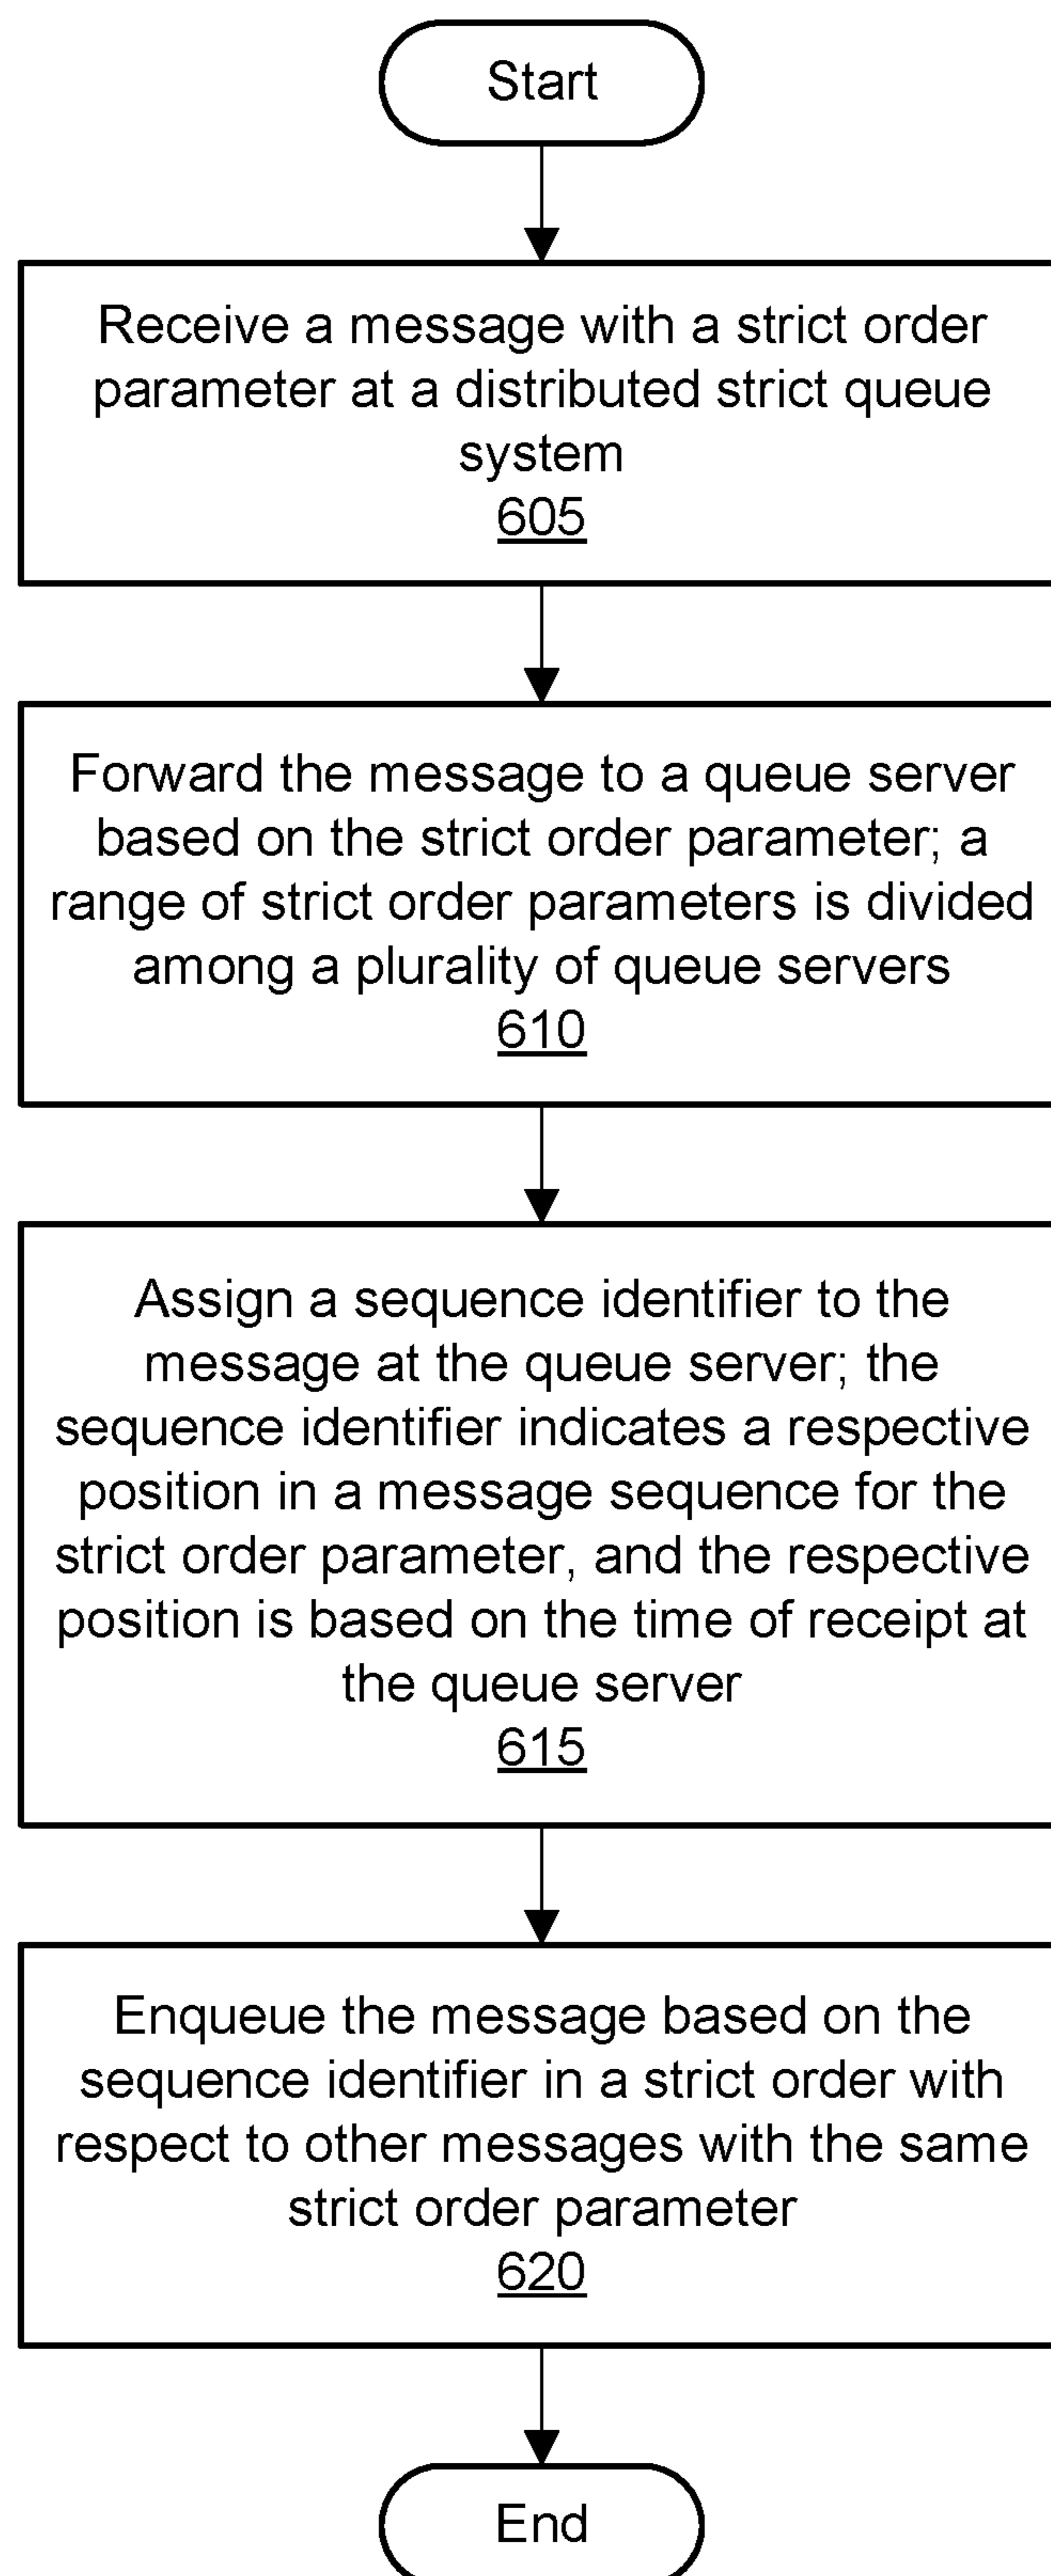 Start
Receive a message with a strict order
parameter at a distributed strict queue
system
605
Forward the message to a queue server
based on the strict order parameter; a
range of strict order parameters is divided
among a plurality of queue servers
610
Assign a sequence identifier to the
message at the queue server; the
sequence identifier indicates a respective
position in a message sequence for the
strict order parameter, and the respective
position is based on the time of receipt at
the queue server
615
Enqueue the message based on the
sequence identifier in a strict order with
respect to other messages with the same
strict order parameter
620
End